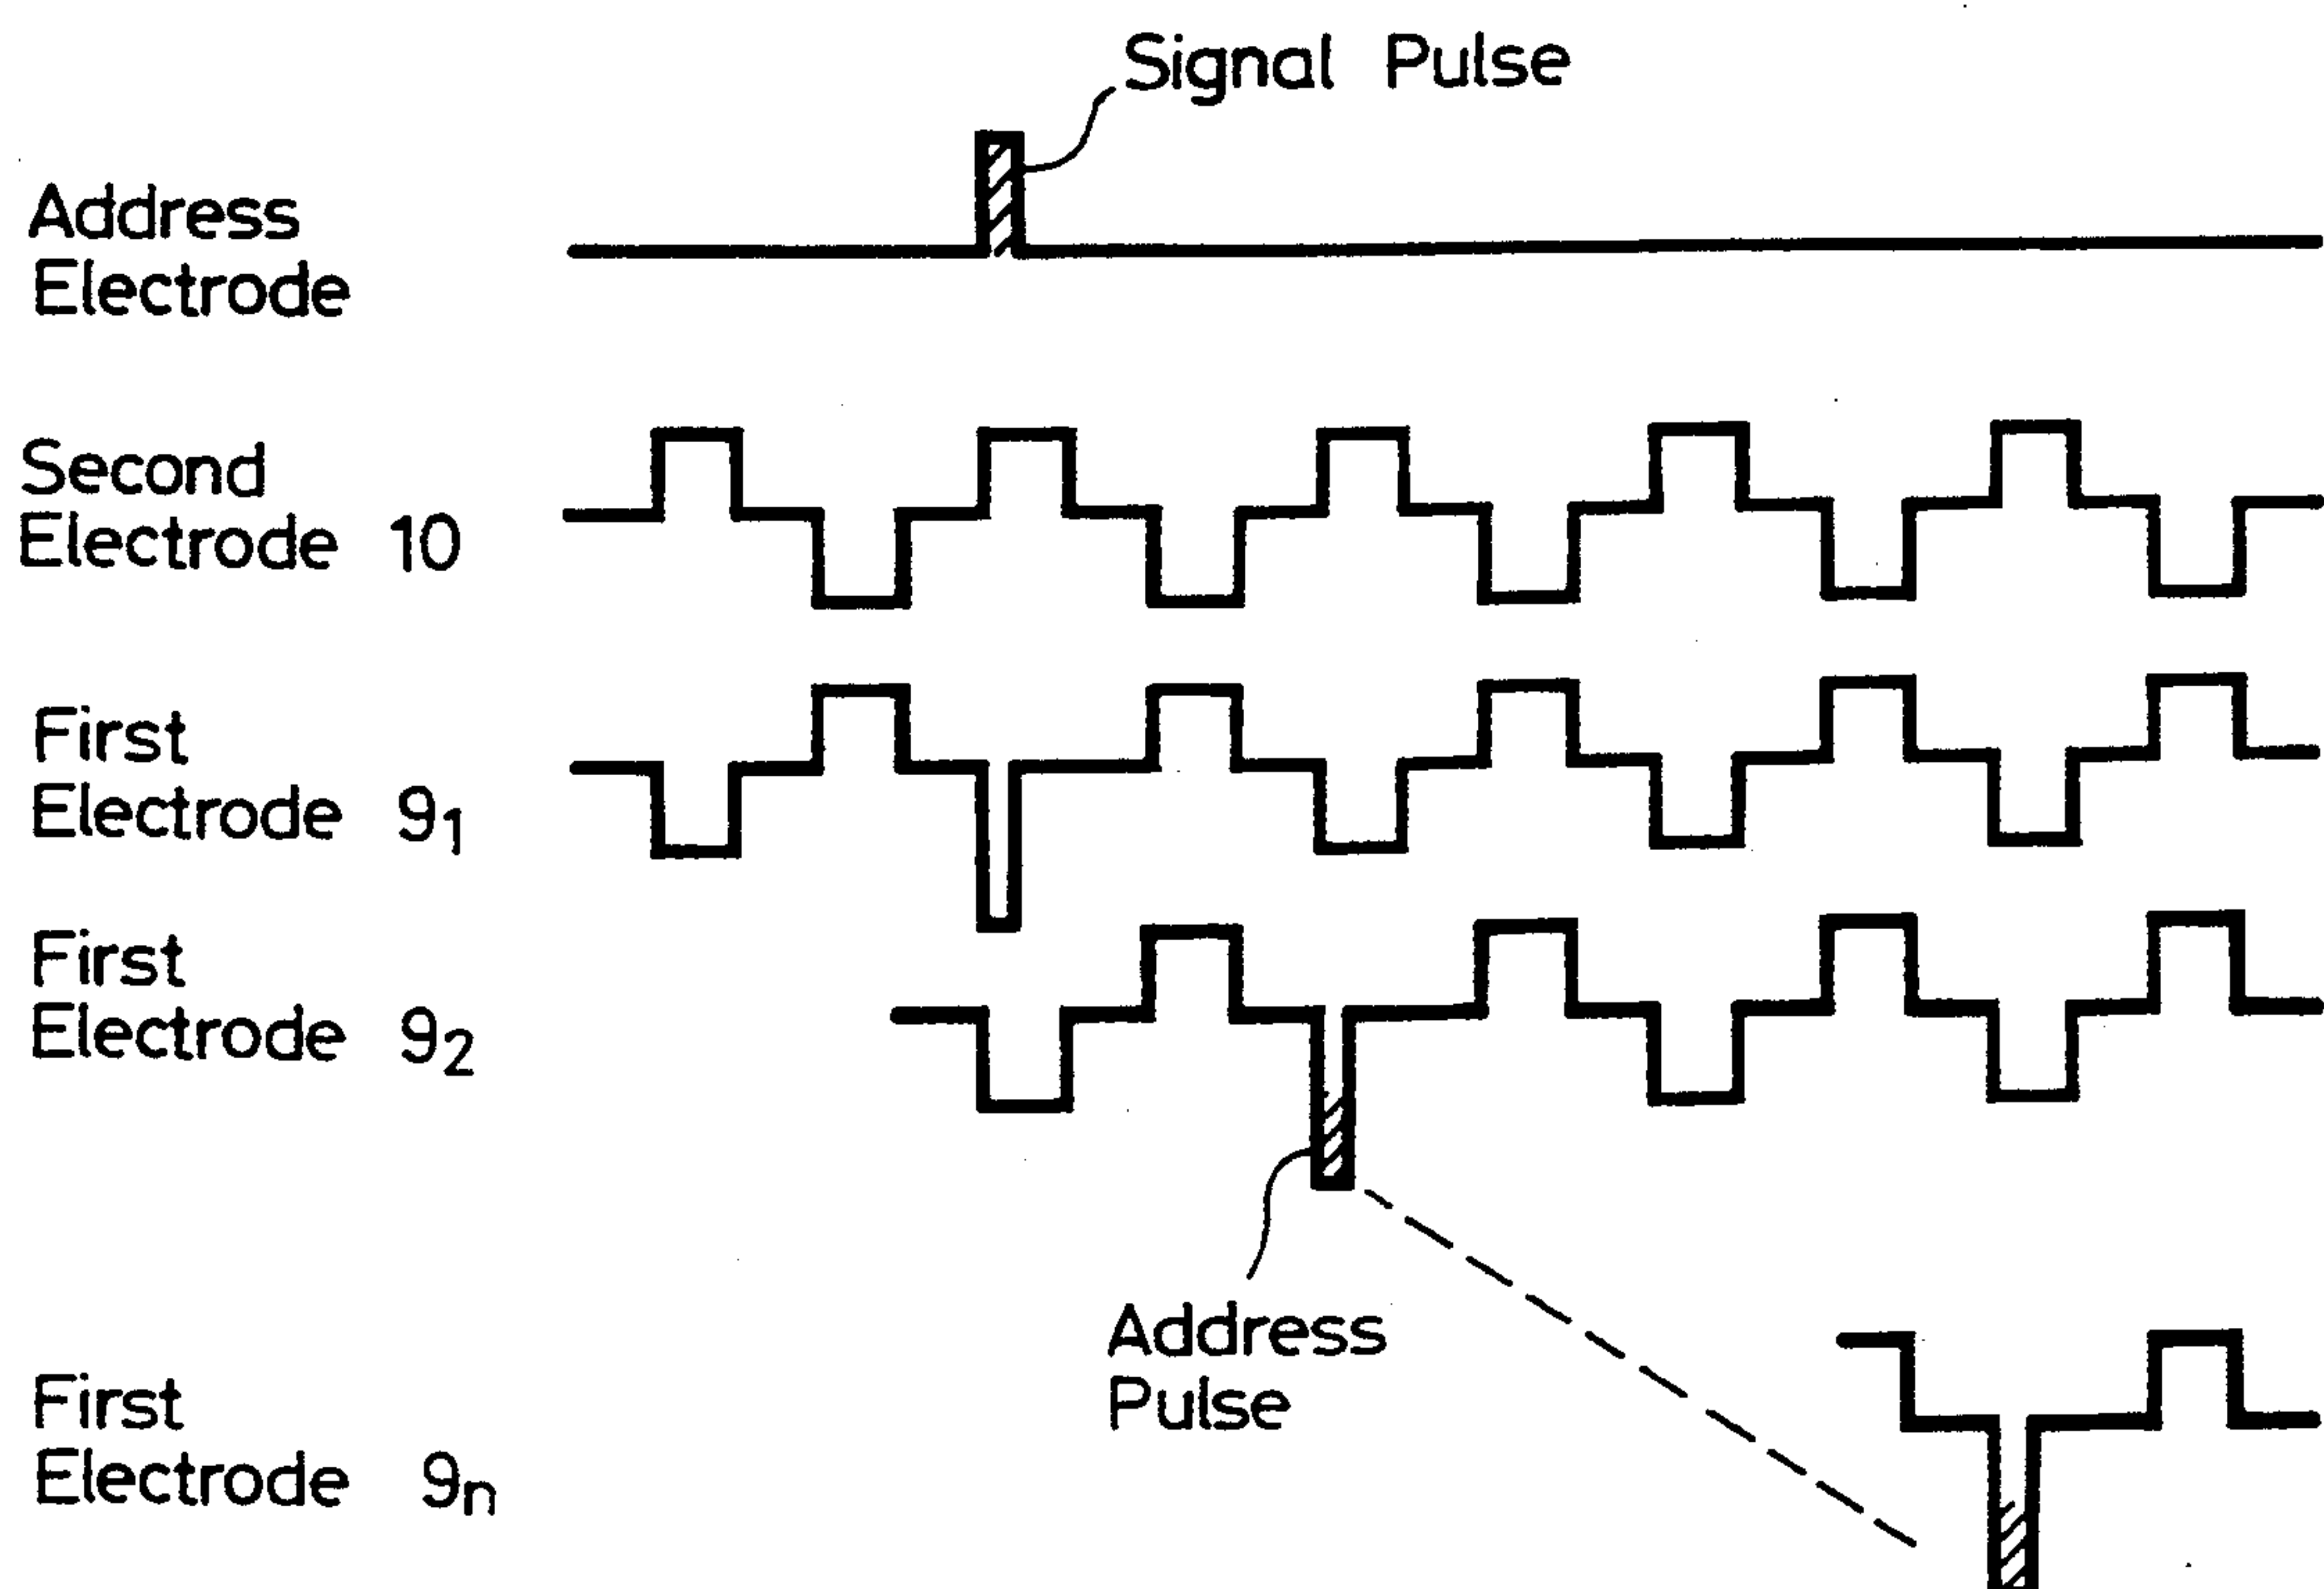 Signal Pulse
Address
Electrode
Second
Electrode 10
First
Electrode 9₁
First
Electrode 9₂
Address
Pulse
First
Electrode 9ₙ